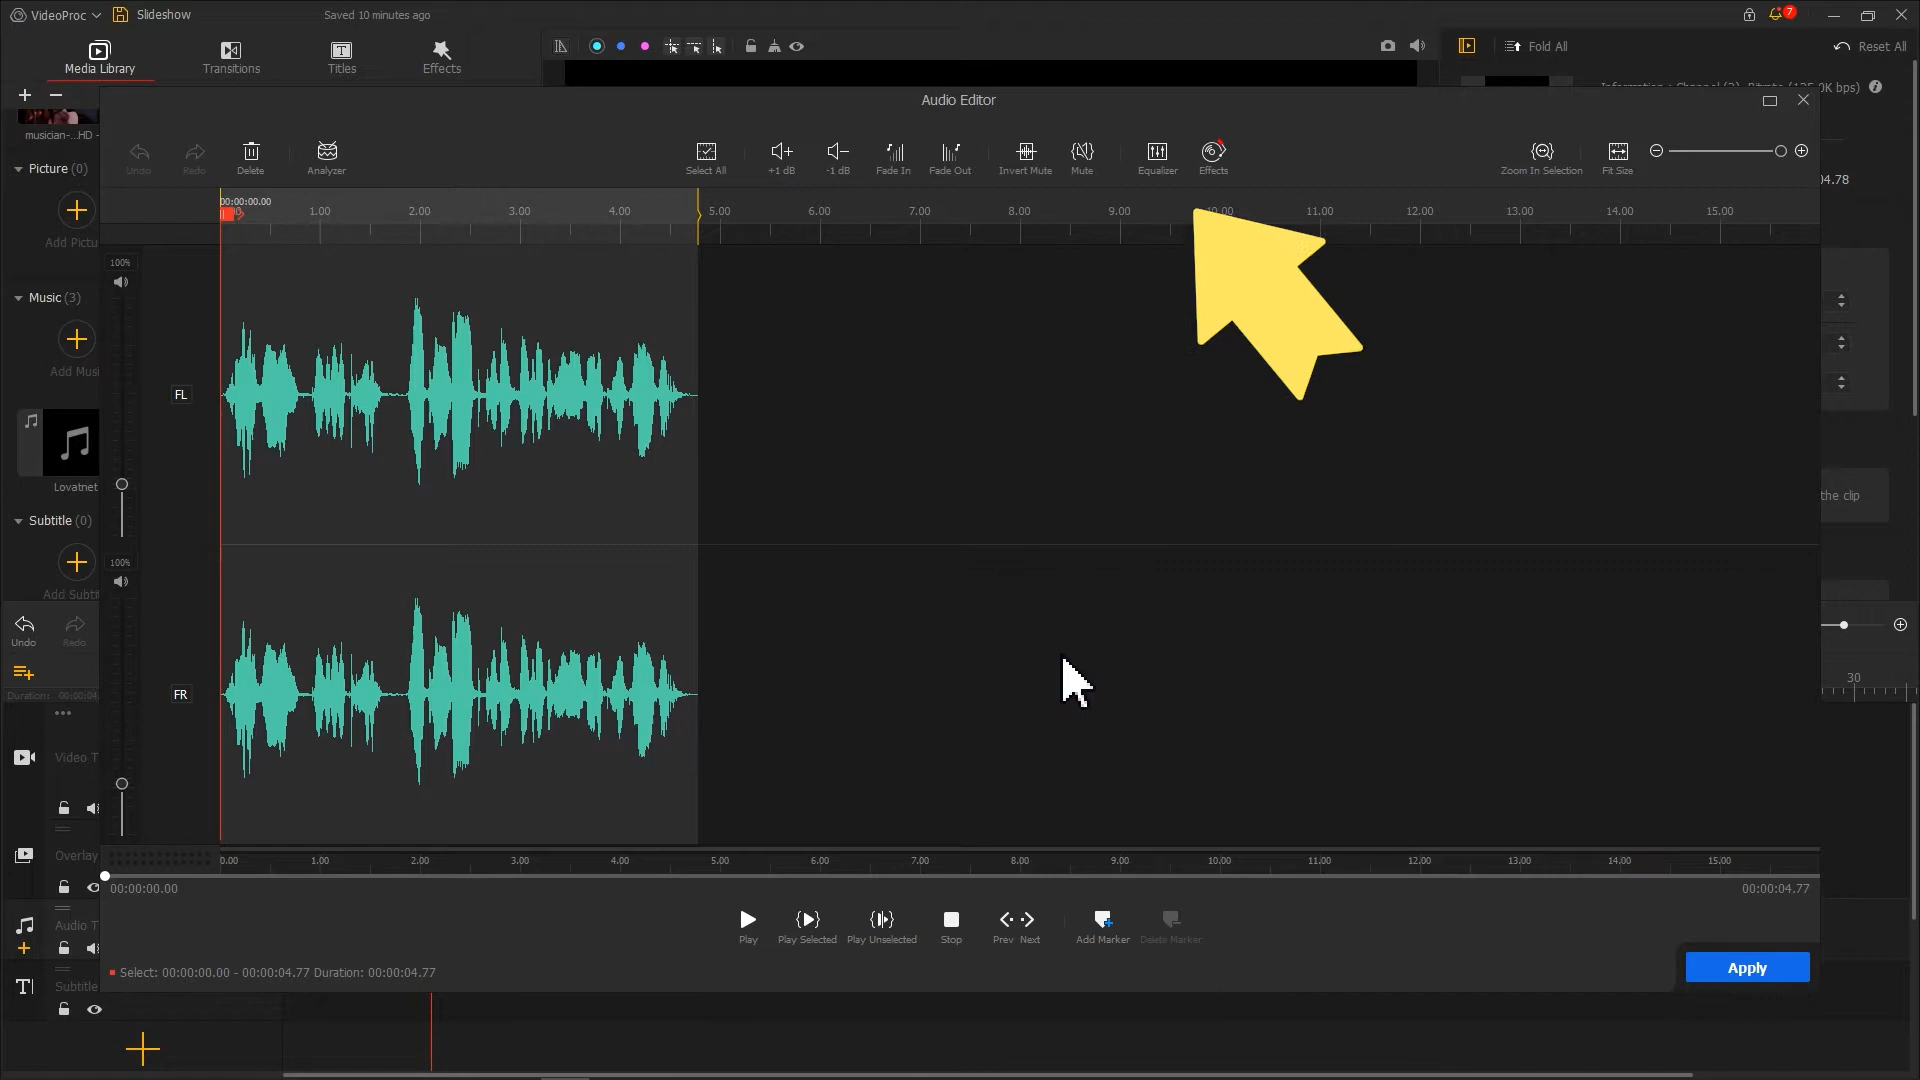 VideoProc
Slideshow
Saved 10 minutes ago
7
Media Library
Transitions
Titles
Effects
Fold All
Reset All
musician-...HD -
Picture (0)
Add Pictu
Music (3)
Add Musi
Lovatnet
Subtitle (0)
Add Subti
Undo
Redo
Duration: 00:00:04
Video T
Overlay
Audio T
Subtitle
Audio Editor
Undo
Redo
Delete
Analyzer
Select All
+1 dB
-1 dB
Fade In
Fade Out
Invert Mute
Mute
Equalizer
Effects
Zoom In Selection
Fit Size
4.78
00:00:00.00
1.00 2.00 3.00 4.00 5.00 6.00 7.00 8.00 9.00 10.00 11.00 12.00 13.00 14.00 15.00
100%
FL
100%
FR
the clip
30
0.00 1.00 2.00 3.00 4.00 5.00 6.00 7.00 8.00 9.00 10.00 11.00 12.00 13.00 14.00 15.00
00:00:00.00
00:00:04.77
Play
Play Selected
Play Unselected
Stop
Prev Next
Add Marker
Delete Marker
Select: 00:00:00.00 - 00:00:04.77 Duration: 00:00:04.77
Apply